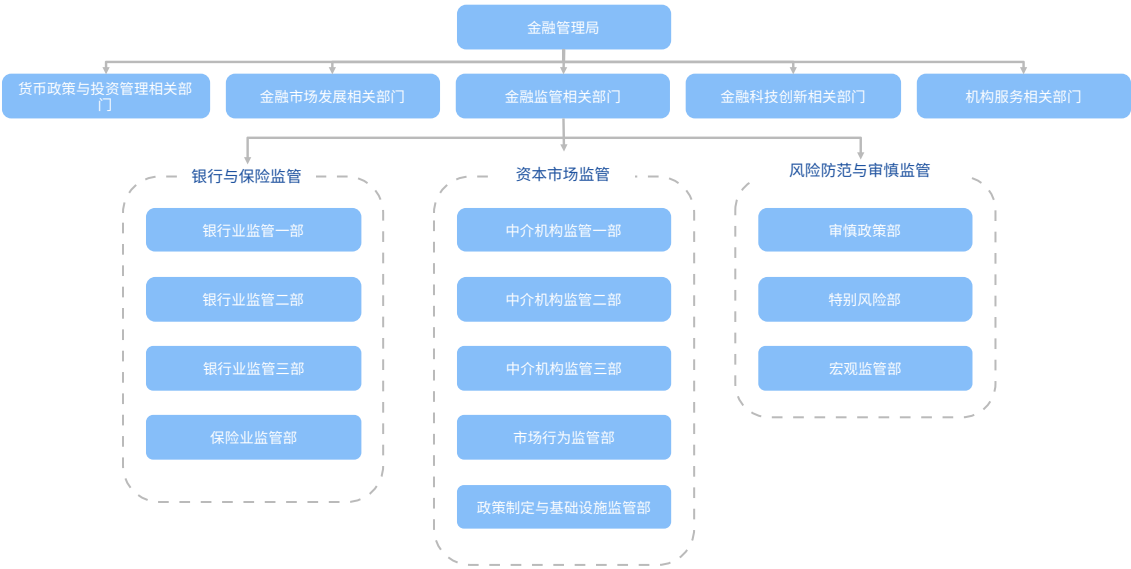 金融管理局
货币政策与投资管理相关部
门
金融市场发展相关部门
金融监管相关部门
金融科技创新相关部门
机构服务相关部门
银行与保险监管
资本市场监管
风险防范与审慎监管
银行业监管一部
中介机构监管一部
审慎政策部
银行业监管二部
中介机构监管二部
特别风险部
银行业监管三部
中介机构监管三部
宏观监管部
保险业监管部
市场行为监管部
政策制定与基础设施监管部